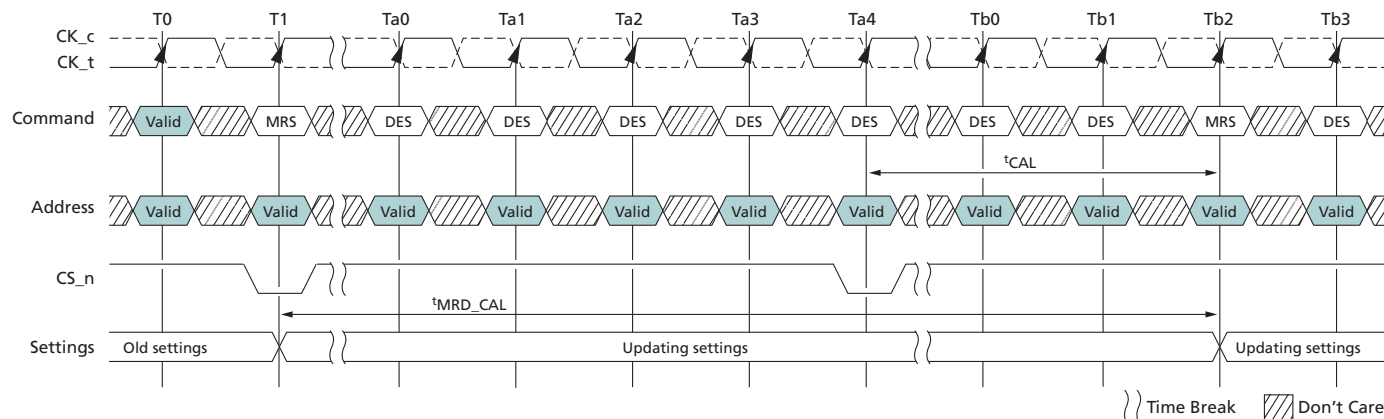 T0 T1 Ta0 Ta1 Ta2 Ta3 Ta4 Tb0 Tb1 Tb2 Tb3
CK_c
CK_t
Command Valid MRS DES DES DES DES DES DES DES MRS DES
tCAL
Address Valid Valid Valid Valid Valid Valid Valid Valid Valid Valid Valid
CS_n
tMRD_CAL
Settings Old settings Updating settings Updating settings
Time Break Don't Care